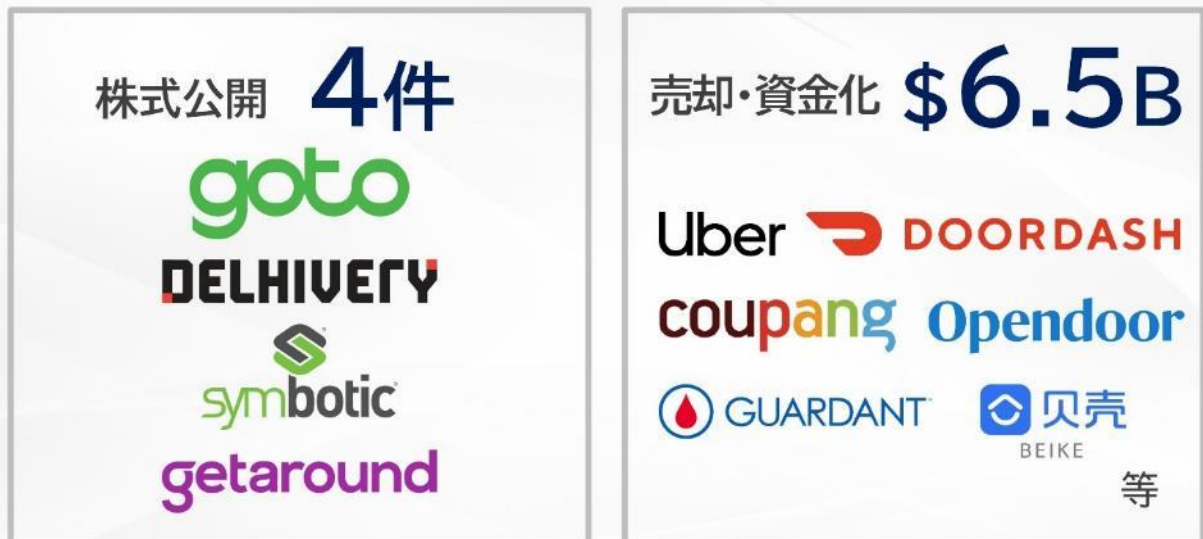 株式公開 4件
goto
DELHIVERY
symbotic
getaround
売却・資金化 $6.5B
Uber DOORDASH
coupang Opendoor
GUARDANT 贝壳
BEIKE
等